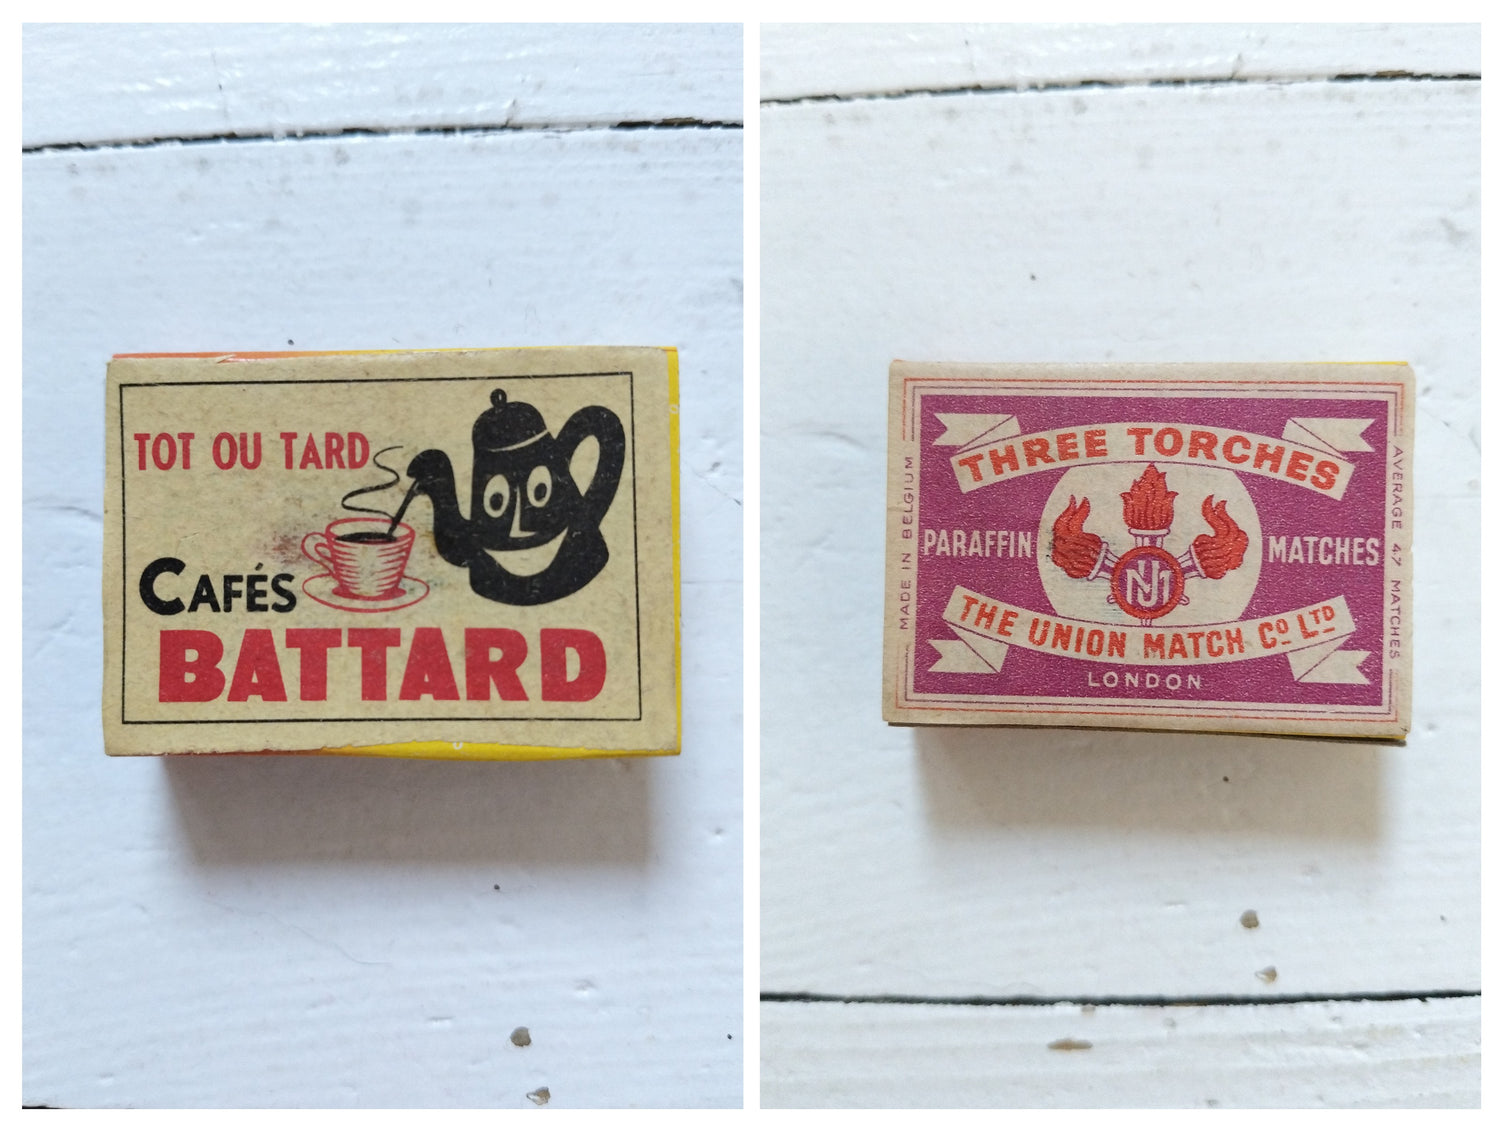 TOT OU TARD
CAFÉS
BATTARD
THREE TORCHES
MADE IN BELGIUM
PARAFFIN MATCHES
UM
AVERAGE 47 MATCHES
THE UNION MATCH Cº LTD
LONDON